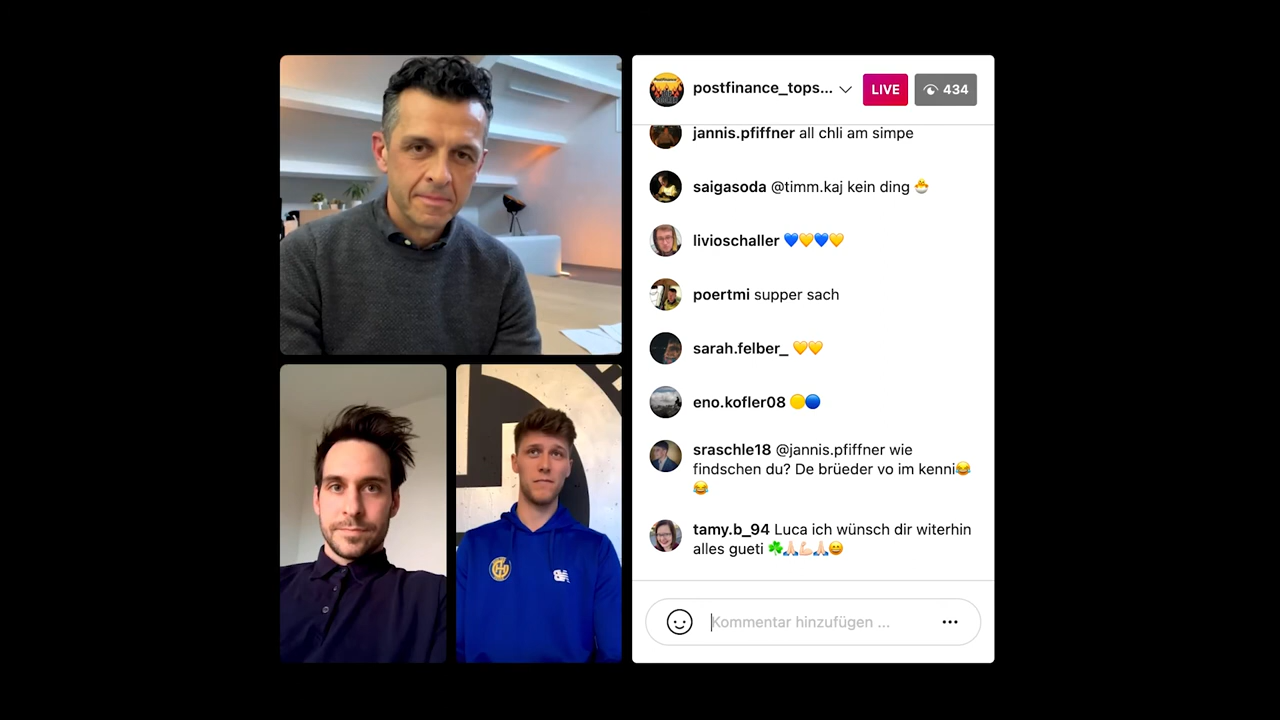 postfinance_tops...
LIVE
434
jannis.pfiffner all chli am simpe
saigasoda @timm.kaj kein ding
livioschaller 💙💛💙💛
poertmi supper sach
sarah.felber_ 💛💛
eno.kofler08 🟡🔵
sraschle18 @jannis.pfiffner wie
findschen du? De brüeder vo im kenni😂
😂
tamy.b_94 Luca ich wünsch dir witerhin
alles gueti ☘️🙏🏻💪🏻🙏🏻😄
Kommentar hinzufügen ...